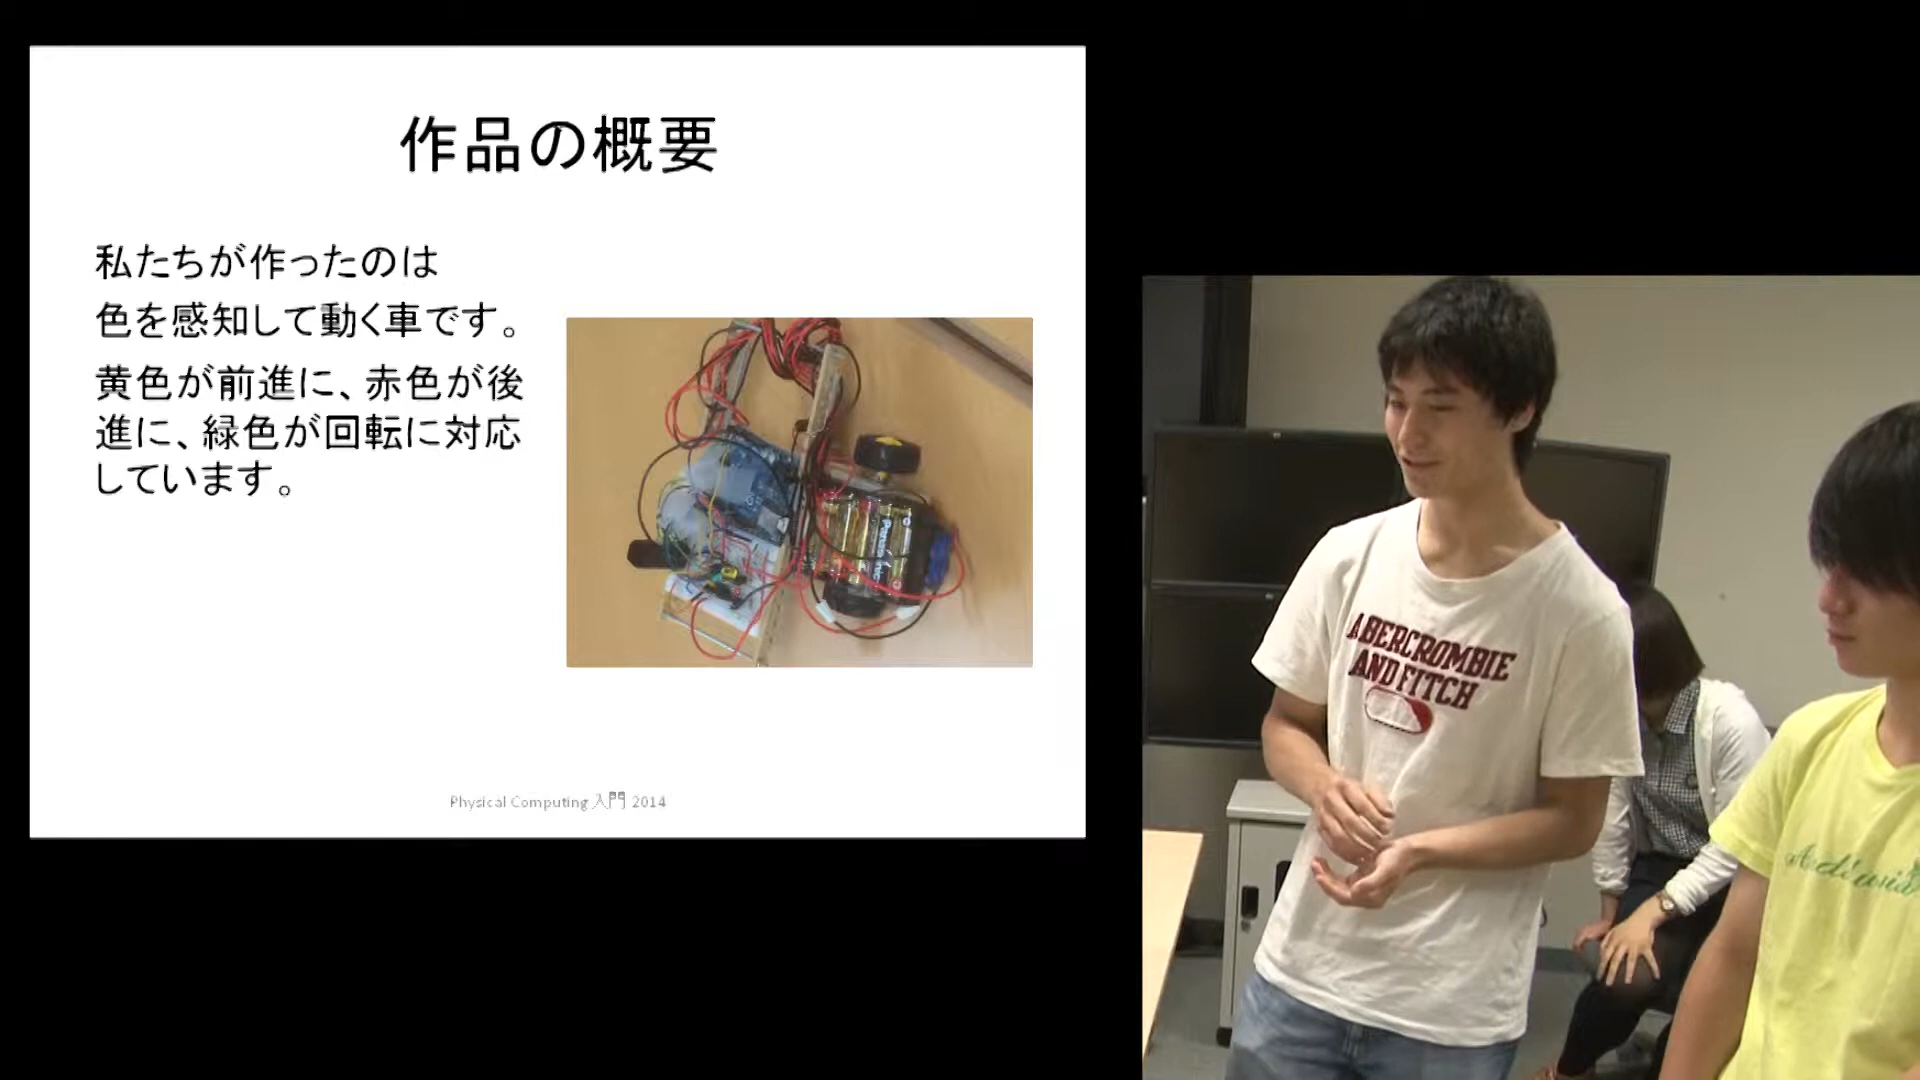 作品の概要
私たちが作ったのは
色を感知して動く車です。
黄色が前進に、赤色が後
進に、緑色が回転に対応
しています。
Panasonic
Physical Computing 入門 2014
ABERCROMBIE
AND FITCH